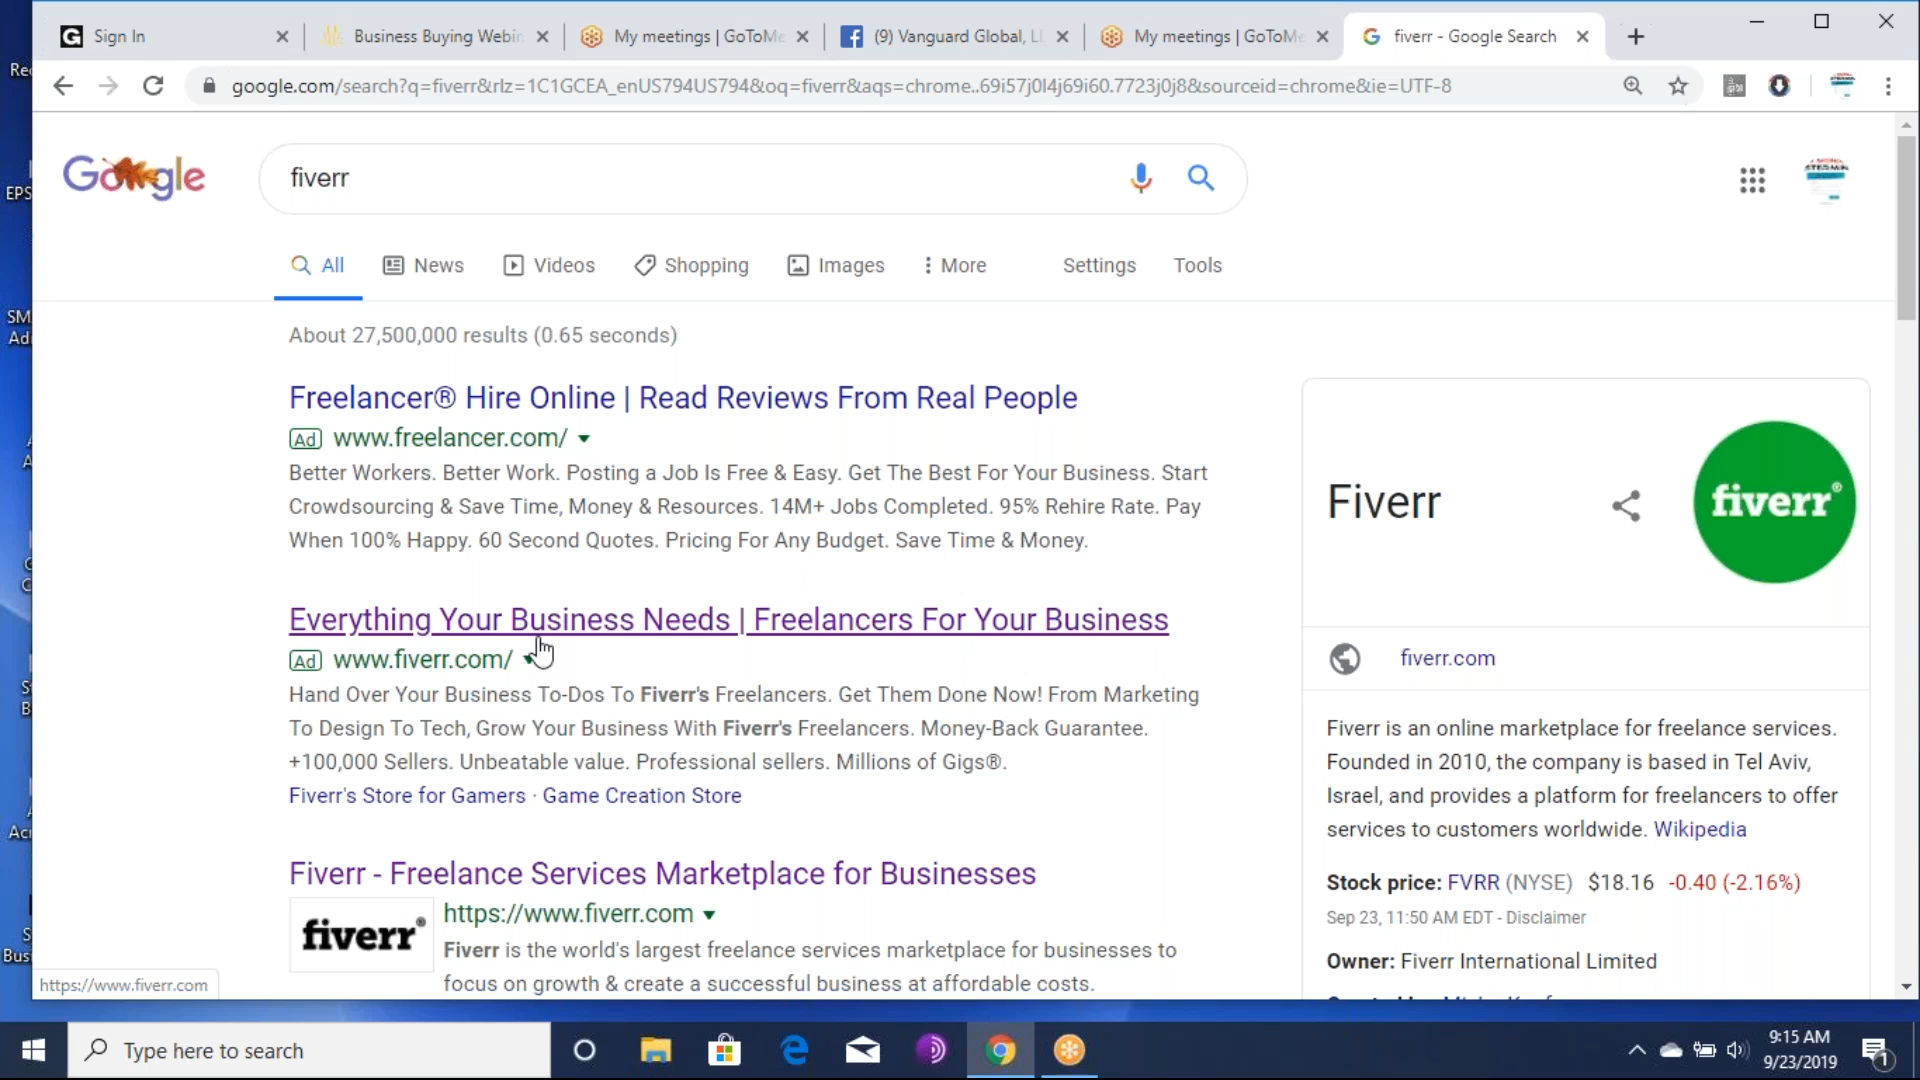 Sign In
Business Buying Webin
My meetings | GoToMe
(9) Vanguard Global, LL
My meetings | GoToMe
fiverr - Google Search
google.com/search?q=fiverr&rlz=1C1GCEA_enUS794US794&oq=fiverr&aqs=chrome..69i57j0l4j69i60.7723j0j8&sourceid=chrome&ie=UTF-8
Google
fiverr
All
News
Videos
Shopping
Images
More
Settings
Tools
About 27,500,000 results (0.65 seconds)
Freelancer® Hire Online | Read Reviews From Real People
Ad www.freelancer.com/
Better Workers. Better Work. Posting a Job Is Free & Easy. Get The Best For Your Business. Start
Crowdsourcing & Save Time, Money & Resources. 14M+ Jobs Completed. 95% Rehire Rate. Pay
When 100% Happy. 60 Second Quotes. Pricing For Any Budget. Save Time & Money.
Everything Your Business Needs | Freelancers For Your Business
Ad www.fiverr.com/
Hand Over Your Business To-Dos To Fiverr's Freelancers. Get Them Done Now! From Marketing
To Design To Tech, Grow Your Business With Fiverr's Freelancers. Money-Back Guarantee.
+100,000 Sellers. Unbeatable value. Professional sellers. Millions of Gigs®.
Fiverr's Store for Gamers · Game Creation Store
Fiverr - Freelance Services Marketplace for Businesses
fiverr®
https://www.fiverr.com
Fiverr is the world's largest freelance services marketplace for businesses to
focus on growth & create a successful business at affordable costs.
https://www.fiverr.com
Fiverr
fiverr®
fiverr.com
Fiverr is an online marketplace for freelance services.
Founded in 2010, the company is based in Tel Aviv,
Israel, and provides a platform for freelancers to offer
services to customers worldwide. Wikipedia
Stock price: FVRR (NYSE) $18.16 -0.40 (-2.16%)
Sep 23, 11:50 AM EDT - Disclaimer
Owner: Fiverr International Limited
Rec
EPS
SM
Adi
Acr
Busi
Type here to search
9:15 AM
9/23/2019
1